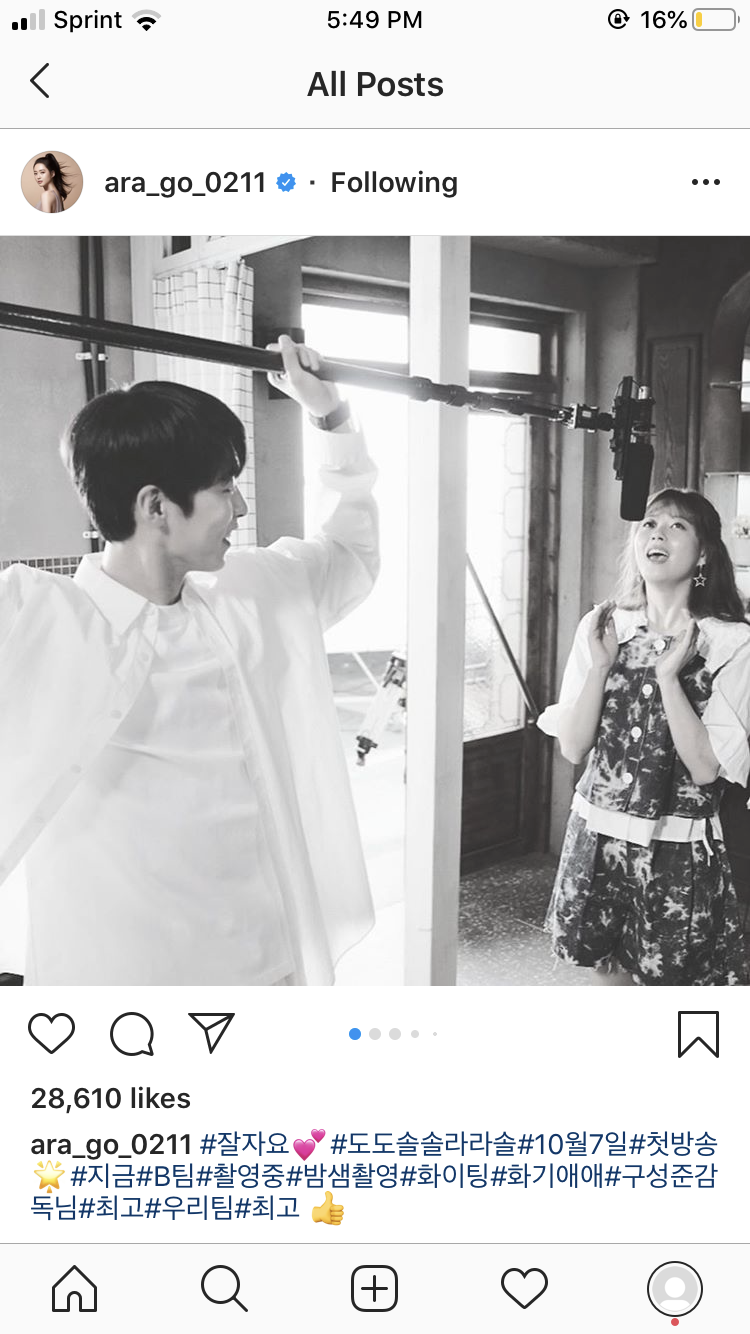 Sprint 5:49 PM 16%
All Posts
ara_go_0211 · Following
28,610 likes
ara_go_0211 #잘자요💕 #도도솔솔라라솔#10월7일#첫방송
🌟#지금#B팀#촬영중#밤샘촬영#화이팅#화기애애#구성준감
독님#최고#우리팀#최고 👍